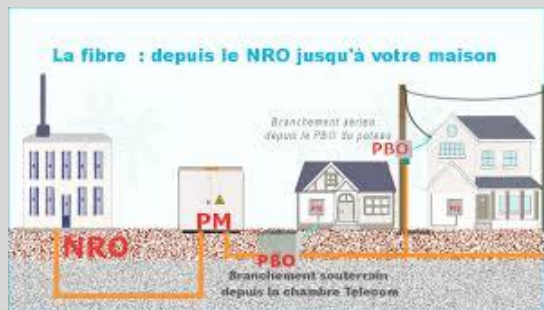 La fibre : depuis le NRO jusqu'à votre maison
Branchement aérien
depuis le PBO du poteau
PBO
PM
NRO
PBO
Branchement souterrain
depuis la chambre Télécom